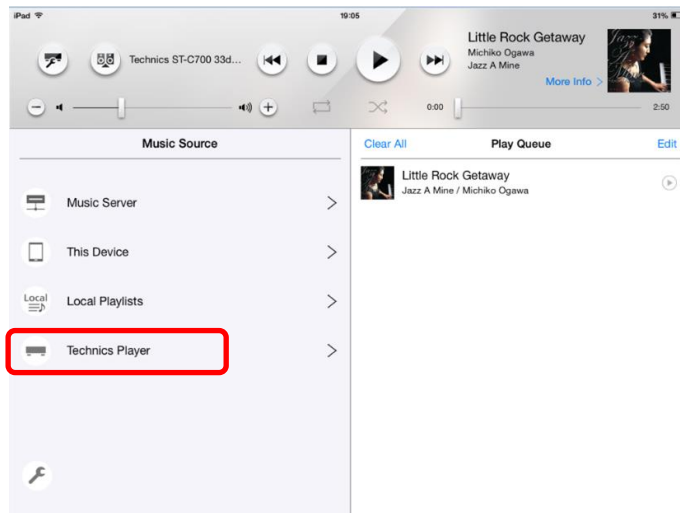 iPad 19:05 31%
Technics ST-C700 33d...
Little Rock Getaway
Michiko Ogawa
Jazz A Mine
More Info >
0:00 2:50
Music Source
Music Server
This Device
Local Local Playlists
Technics Player
Clear All Play Queue Edit
Little Rock Getaway
Jazz A Mine / Michiko Ogawa